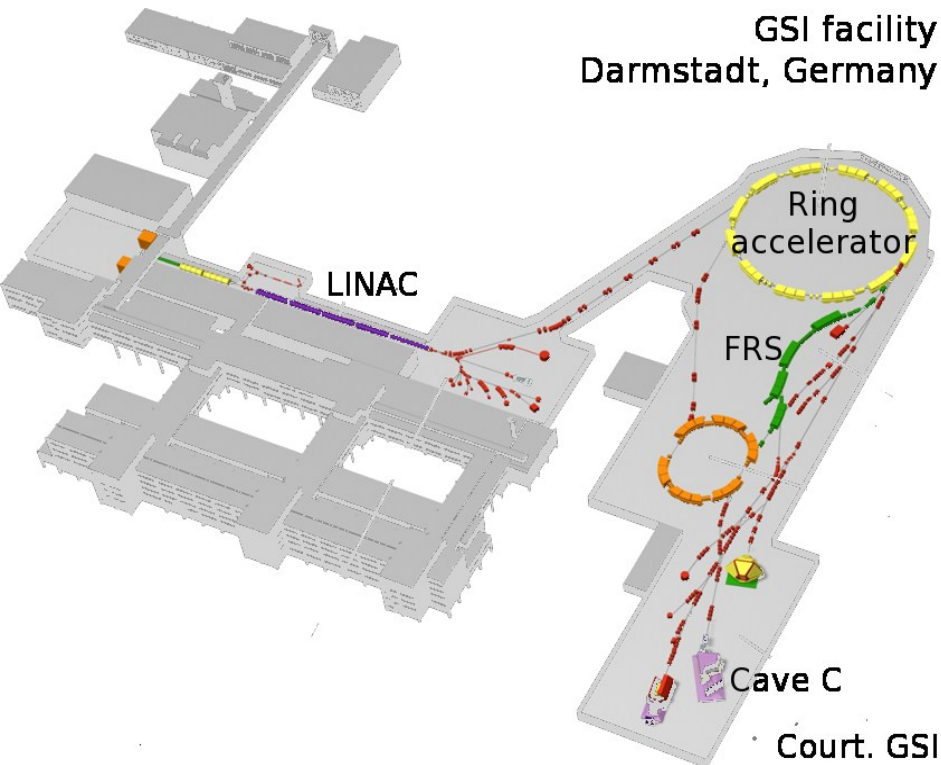 GSI facility
Darmstadt, Germany
Ring
accelerator
LINAC
FRS
Cave C
Court. GSI